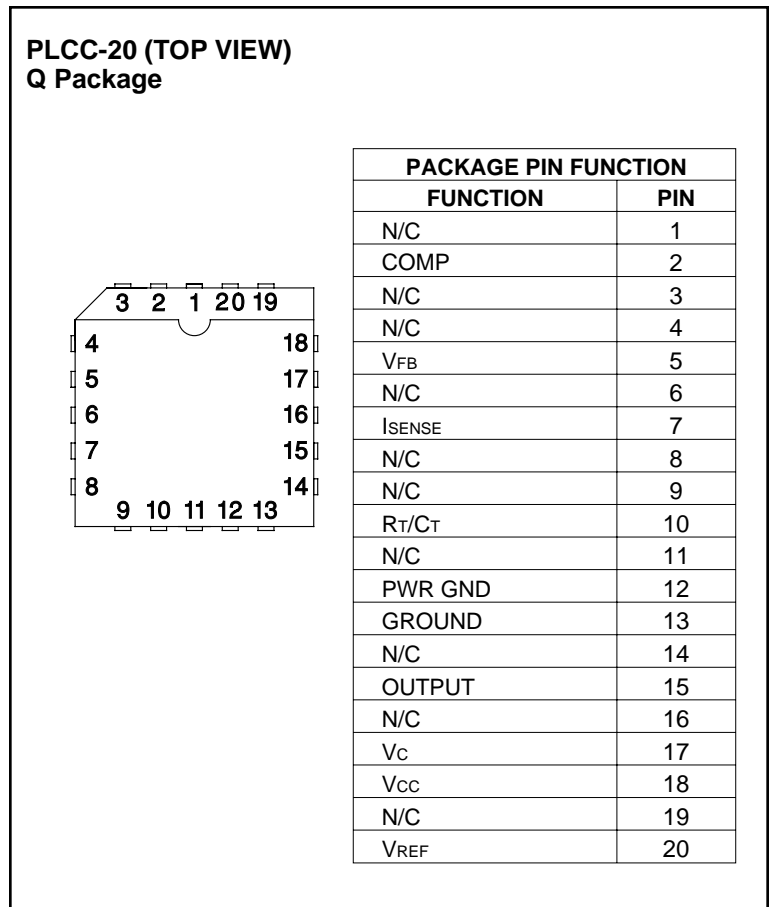 PLCC-20 (TOP VIEW)
Q Package
3 2 1 20 19
4 18
5 17
6 16
7 15
8 14
9 10 11 12 13
PACKAGE PIN FUNCTION
FUNCTION PIN
N/C 1
COMP 2
N/C 3
N/C 4
VFB 5
N/C 6
ISENSE 7
N/C 8
N/C 9
RT/CT 10
N/C 11
PWR GND 12
GROUND 13
N/C 14
OUTPUT 15
N/C 16
VC 17
VCC 18
N/C 19
VREF 20